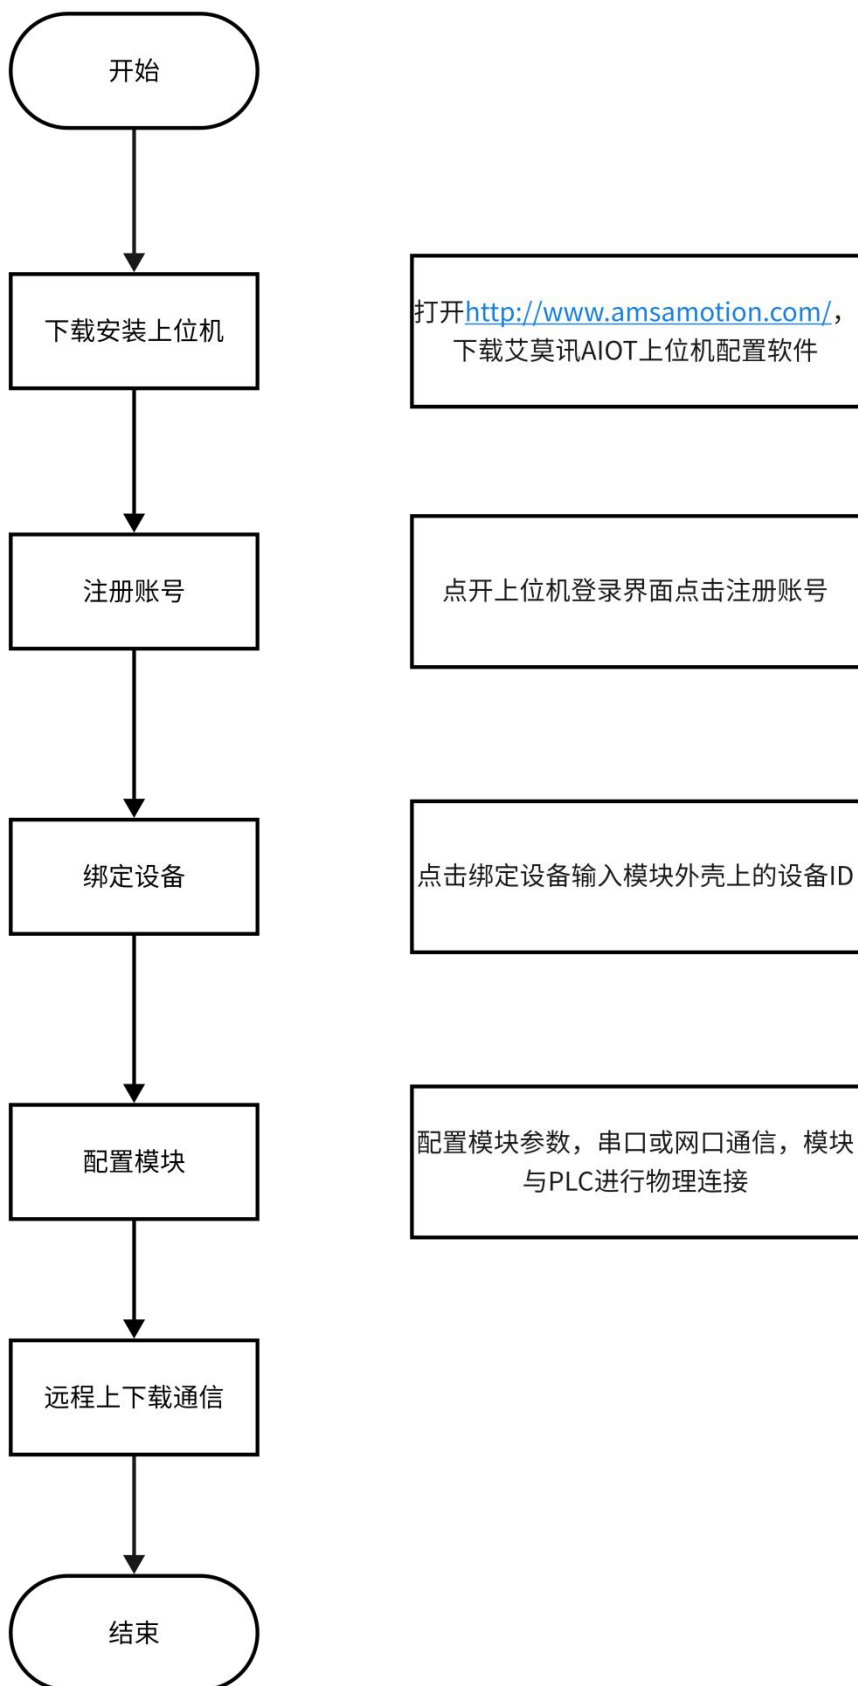 开始
下载安装上位机
打开http://www.amsamotion.com/，
下载艾莫讯AIOT上位机配置软件
注册账号
点开上位机登录界面点击注册账号
绑定设备
点击绑定设备输入模块外壳上的设备ID
配置模块
配置模块参数，串口或网口通信，模块
与PLC进行物理连接
远程上下载通信
结束